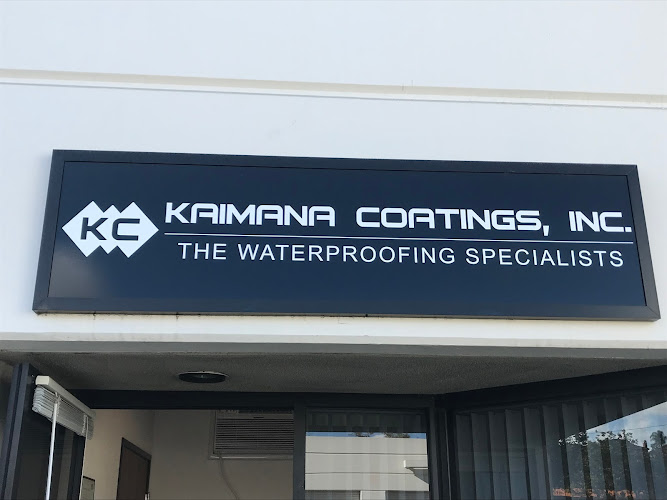 KC
KAIMANA COATINGS, INC.
THE WATERPROOFING SPECIALISTS